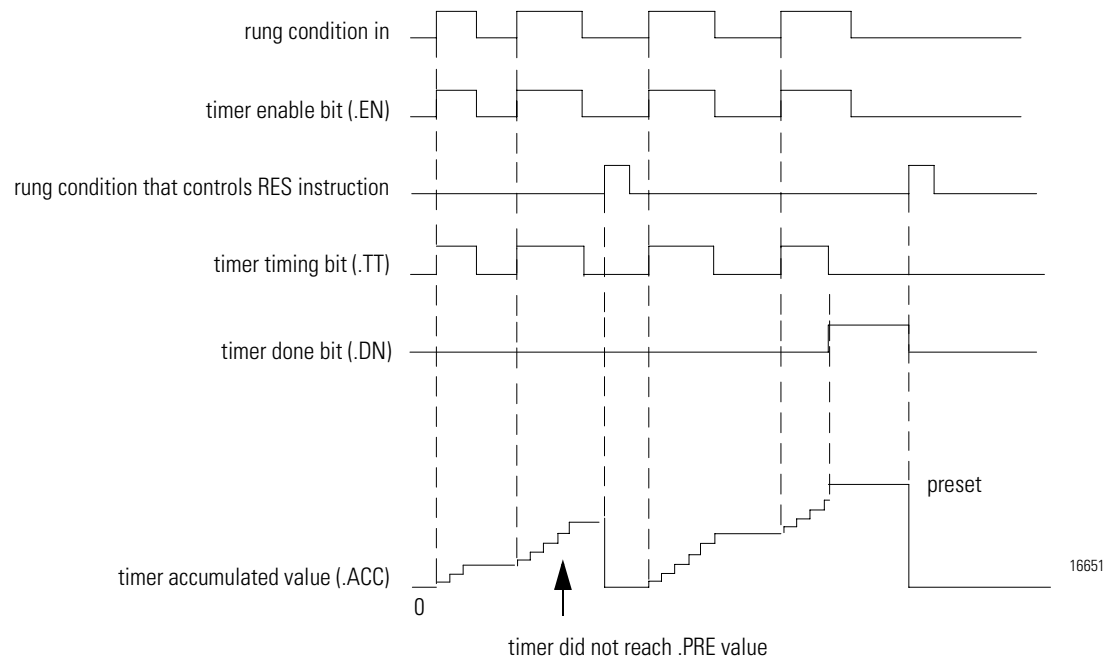 rung condition in
timer enable bit (.EN)
rung condition that controls RES instruction
timer timing bit (.TT)
timer done bit (.DN)
preset
timer accumulated value (.ACC)
16651
0
timer did not reach .PRE value